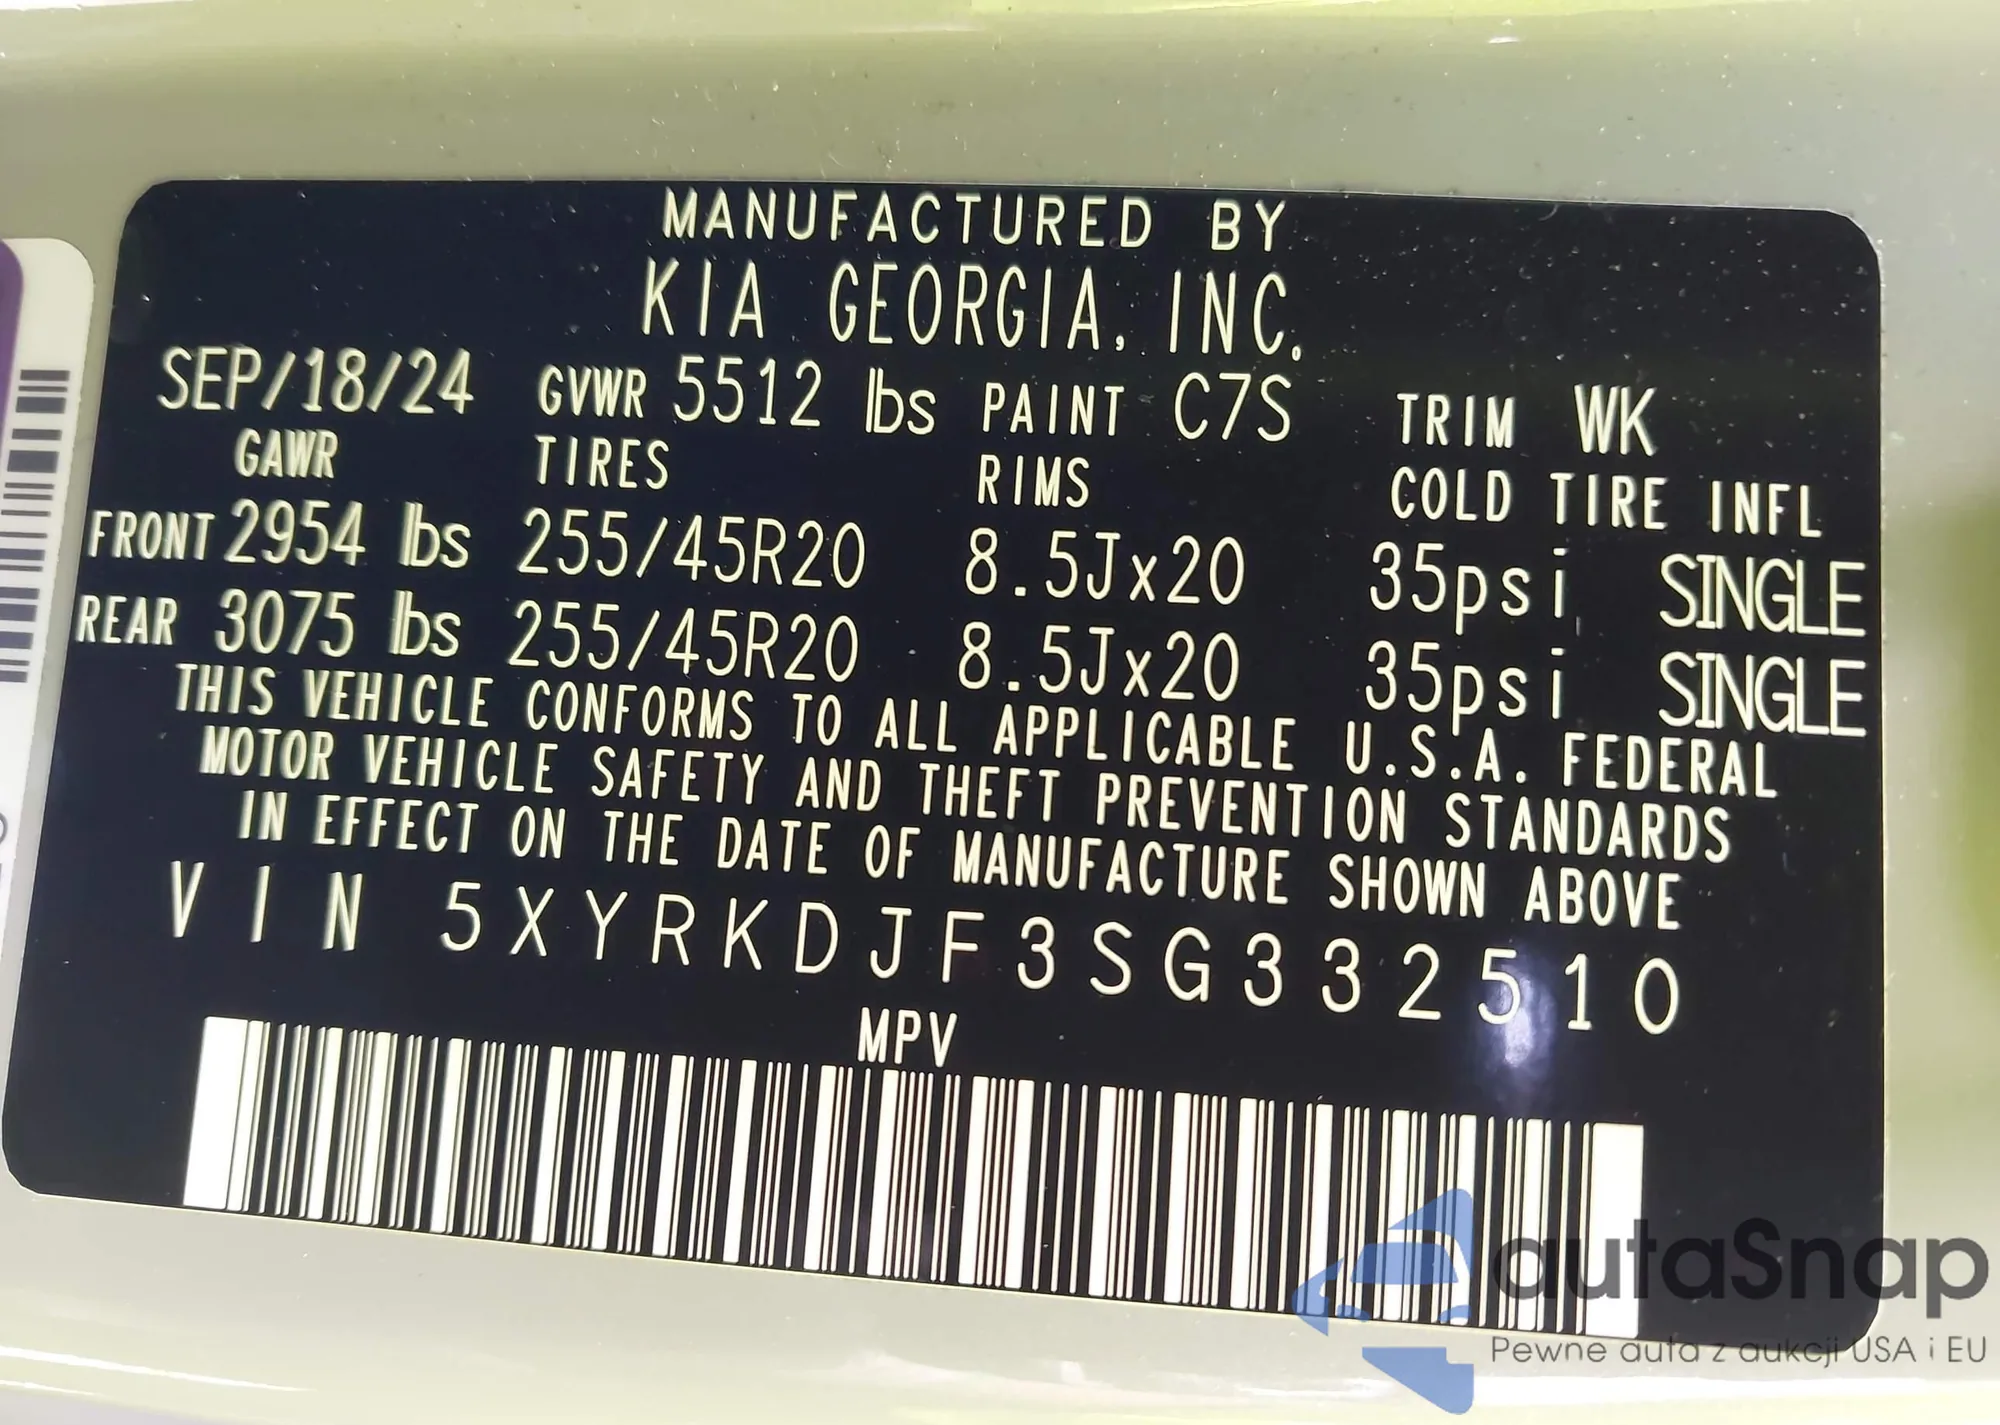 MANUFACTURED BY
KIA GEORGIA, INC.
SEP/18/24 GVWR 5512 lbs PAINT C7S TRIM WK
GAWR TIRES RIMS COLD TIRE INFL
FRONT 2954 lbs 255/45R20 8.5Jx20 35psi SINGLE
REAR 3075 lbs 255/45R20 8.5Jx20 35psi SINGLE
THIS VEHICLE CONFORMS TO ALL APPLICABLE U.S.A. FEDERAL
MOTOR VEHICLE SAFETY AND THEFT PREVENTION STANDARDS
IN EFFECT ON THE DATE OF MANUFACTURE SHOWN ABOVE
VIN 5XYRKDJF3SG332510
MPV
autaSnap
Pewne auta z aukcji USA i EU